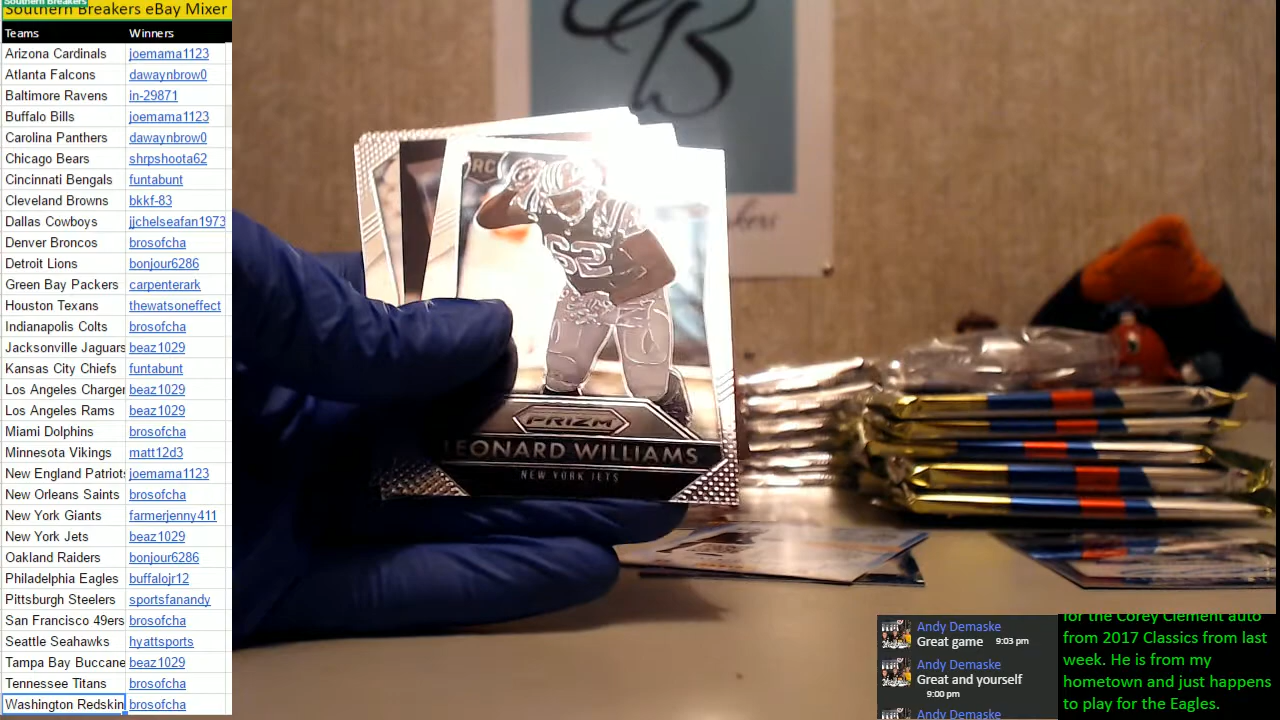 Southern Breakers
Southern Breakers eBay Mixer
Teams Winners
Arizona Cardinals joemama1123
Atlanta Falcons dawaynbrow0
Baltimore Ravens in-29871
Buffalo Bills joemama1123
Carolina Panthers dawaynbrow0
Chicago Bears shrpshoota62
Cincinnati Bengals funtabunt
Cleveland Browns bkkf-83
Dallas Cowboys jjchelseafan1973
Denver Broncos brosofcha
Detroit Lions bonjour6286
Green Bay Packers carpenterark
Houston Texans thewatsoneffect
Indianapolis Colts brosofcha
Jacksonville Jaguars beaz1029
Kansas City Chiefs funtabunt
Los Angeles Charger beaz1029
Los Angeles Rams beaz1029
Miami Dolphins brosofcha
Minnesota Vikings matt12d3
New England Patriots joemama1123
New Orleans Saints brosofcha
New York Giants farmerjenny411
New York Jets beaz1029
Oakland Raiders bonjour6286
Philadelphia Eagles buffalojr12
Pittsburgh Steelers sportsfanandy
San Francisco 49ers brosofcha
Seattle Seahawks hyattsports
Tampa Bay Buccane beaz1029
Tennessee Titans brosofcha
Washington Redskin brosofcha
B
RC
62
PRIZM
LEONARD WILLIAMS
NEW YORK JETS
Andy Demaske
Great game 9:03 pm
Andy Demaske
Great and yourself
9:00 pm
Andy Demaske
for the Corey Clement auto
from 2017 Classics from last
week. He is from my
hometown and just happens
to play for the Eagles.